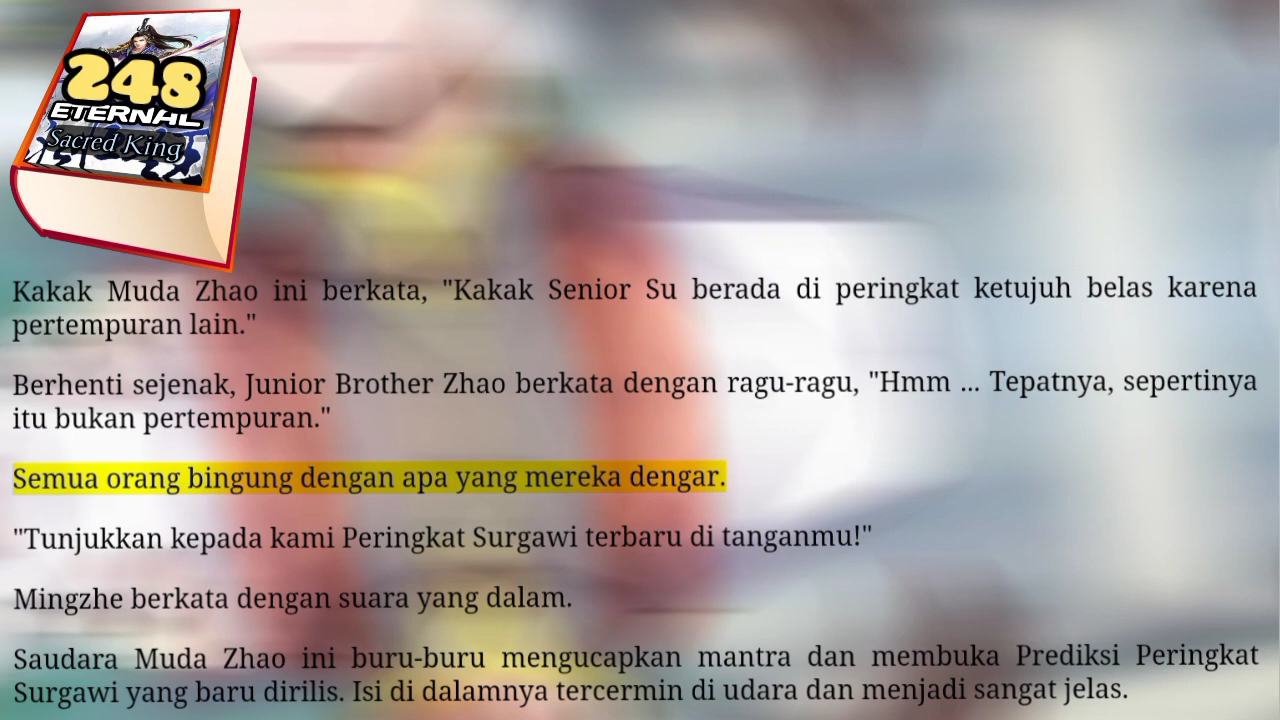 248
ETERNAL
Sacred King
Kakak Muda Zhao ini berkata, "Kakak Senior Su berada di peringkat ketujuh belas karena
pertempuran lain."
Berhenti sejenak, Junior Brother Zhao berkata dengan ragu-ragu, "Hmm ... Tepatnya, sepertinya
itu bukan pertempuran."
Semua orang bingung dengan apa yang mereka dengar.
"Tunjukkan kepada kami Peringkat Surgawi terbaru di tanganmu!"
Mingzhe berkata dengan suara yang dalam.
Saudara Muda Zhao ini buru-buru mengucapkan mantra dan membuka Prediksi Peringkat
Surgawi yang baru dirilis. Isi di dalamnya tercermin di udara dan menjadi sangat jelas.